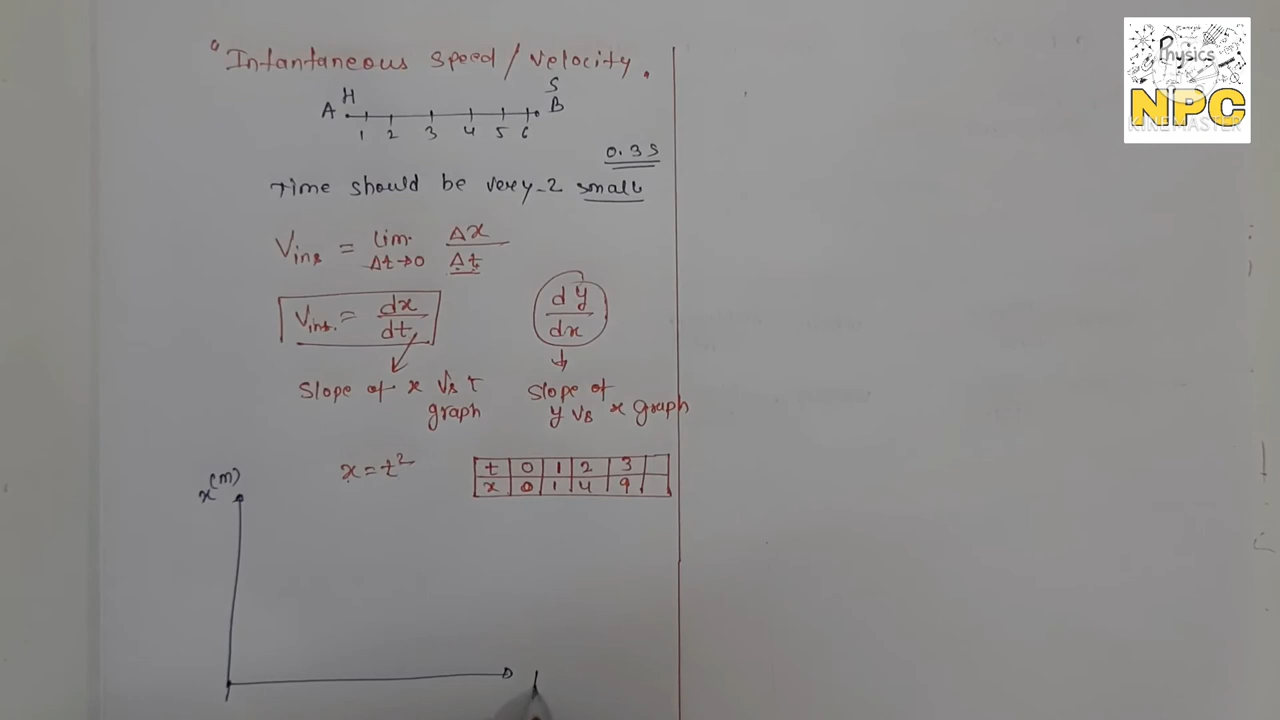 "Intantaneous speed / velocity.
H S
A B
1 2 3 4 5 6
0.3s
Time should be very-2 small
Vins = lim Δt→0 Δx/Δt
Vins. = dx/dt dy/dx
Slope of x Vs t graph
Slope of y Vs x graph
x = t²
t 0 1 2 3
x 0 1 4 9
x(m)
Physics
NPC
KINEMASTER